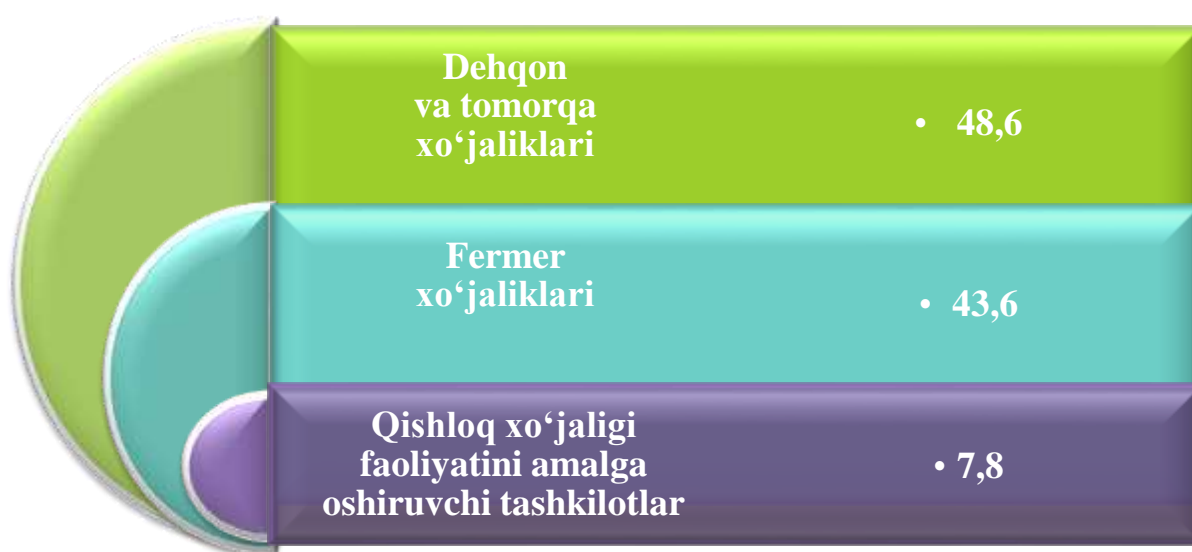 Dehqon
va tomorqa
xo‘jaliklari
• 48,6
Fermer
xo‘jaliklari
• 43,6
Qishloq xo‘jaligi
faoliyatini amalga
oshiruvchi tashkilotlar
• 7,8